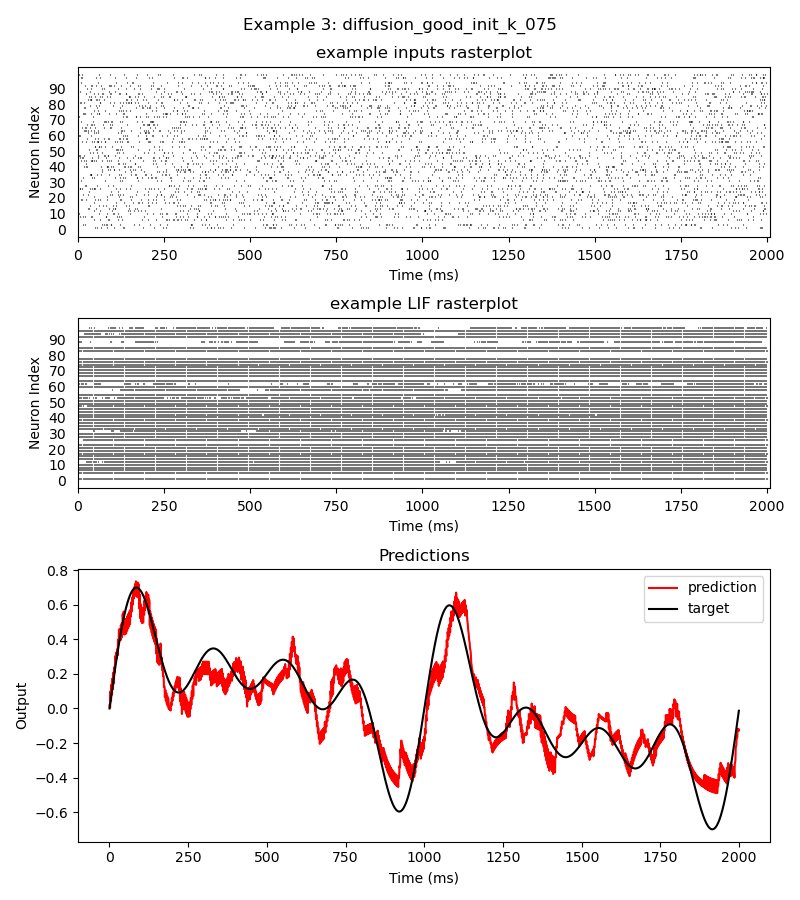 Example 3: diffusion_good_init_k_075
example inputs rasterplot
Neuron Index
90
80
70
60
50
40
30
20
10
0
0 250 500 750 1000 1250 1500 1750 2000
Time (ms)
example LIF rasterplot
Neuron Index
90
80
70
60
50
40
30
20
10
0
0 250 500 750 1000 1250 1500 1750 2000
Time (ms)
Predictions
Output
0.8
0.6
0.4
0.2
0.0
−0.2
−0.4
−0.6
prediction
target
0 250 500 750 1000 1250 1500 1750 2000
Time (ms)